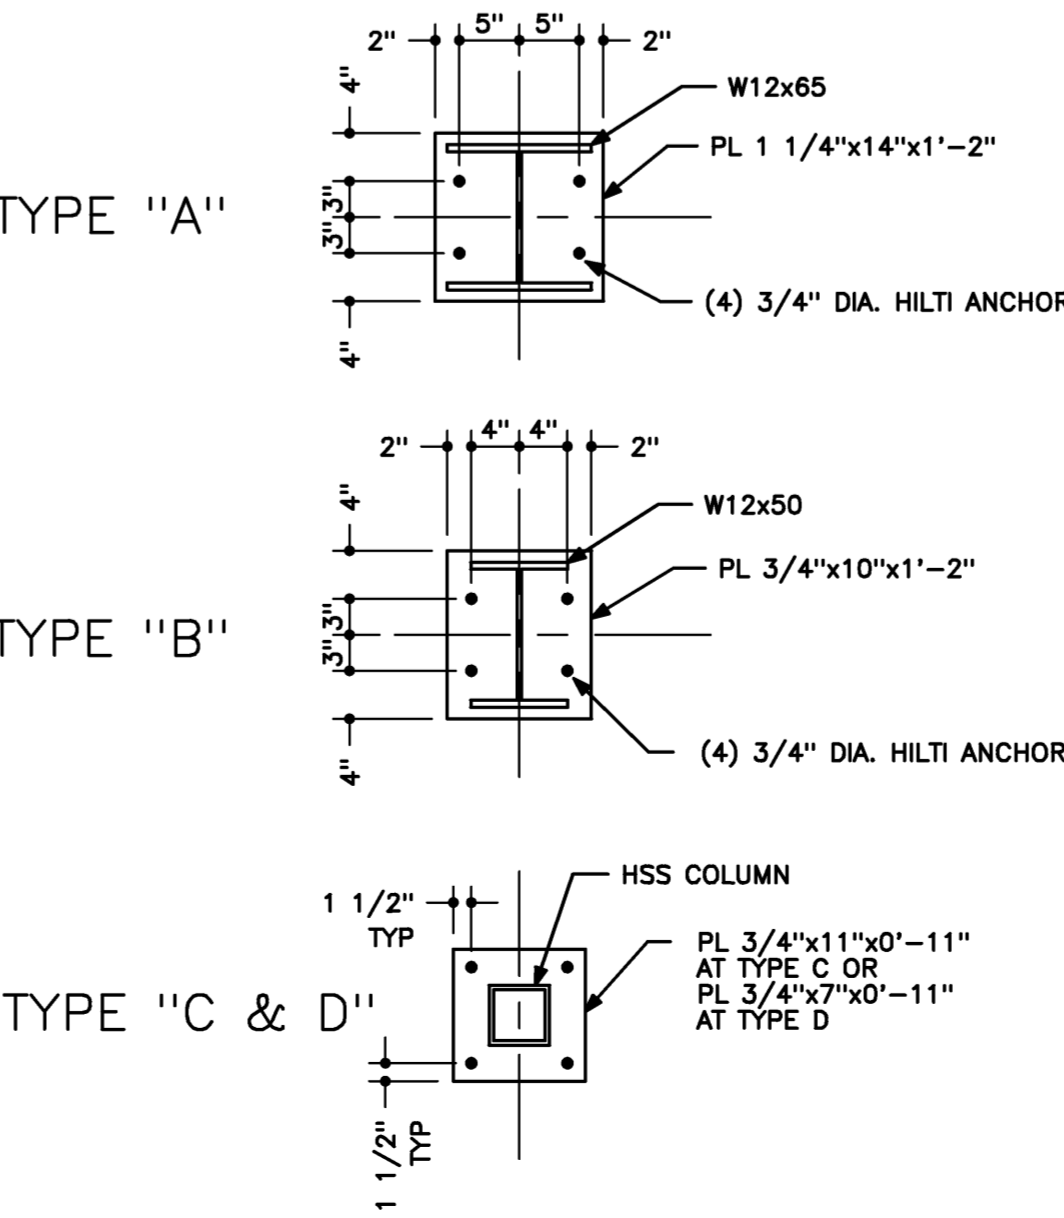 5" 5"
2" 2"
4"
W12x65
PL 1 1/4"x14"x1'-2"
TYPE "A"
3" 3"
(4) 3/4" DIA. HILTI ANCHOR
4"
4" 4"
2" 2"
4"
W12x50
PL 3/4"x10"x1'-2"
TYPE "B"
3" 3"
(4) 3/4" DIA. HILTI ANCHOR
4"
HSS COLUMN
1 1/2"
TYP
PL 3/4"x11"x0'-11"
AT TYPE C OR
PL 3/4"x7"x0'-11"
AT TYPE D
TYPE "C & D"
1 1/2"
TYP